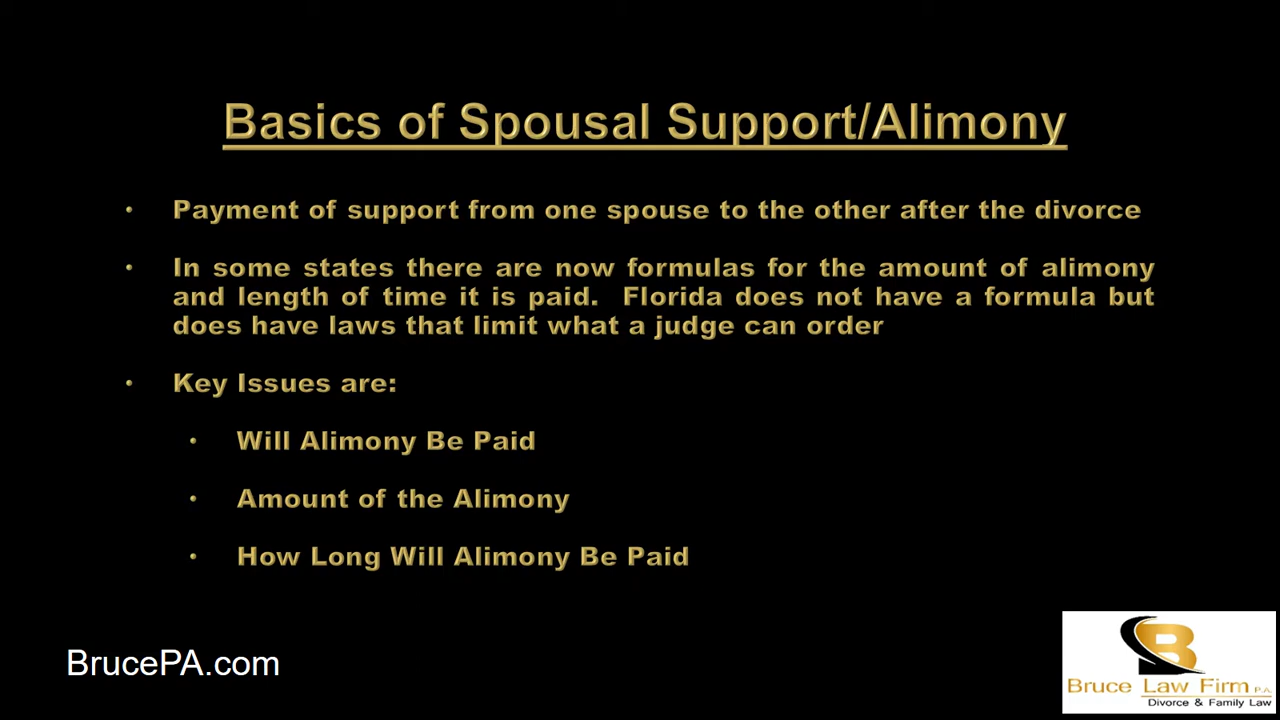 Basics of Spousal Support/Alimony
• Payment of support from one spouse to the other after the divorce
• In some states there are now formulas for the amount of alimony
and length of time it is paid. Florida does not have a formula but
does have laws that limit what a judge can order
• Key Issues are:
• Will Alimony Be Paid
• Amount of the Alimony
• How Long Will Alimony Be Paid
BrucePA.com
B
Bruce Law Firm P.A.
Divorce & Family Law